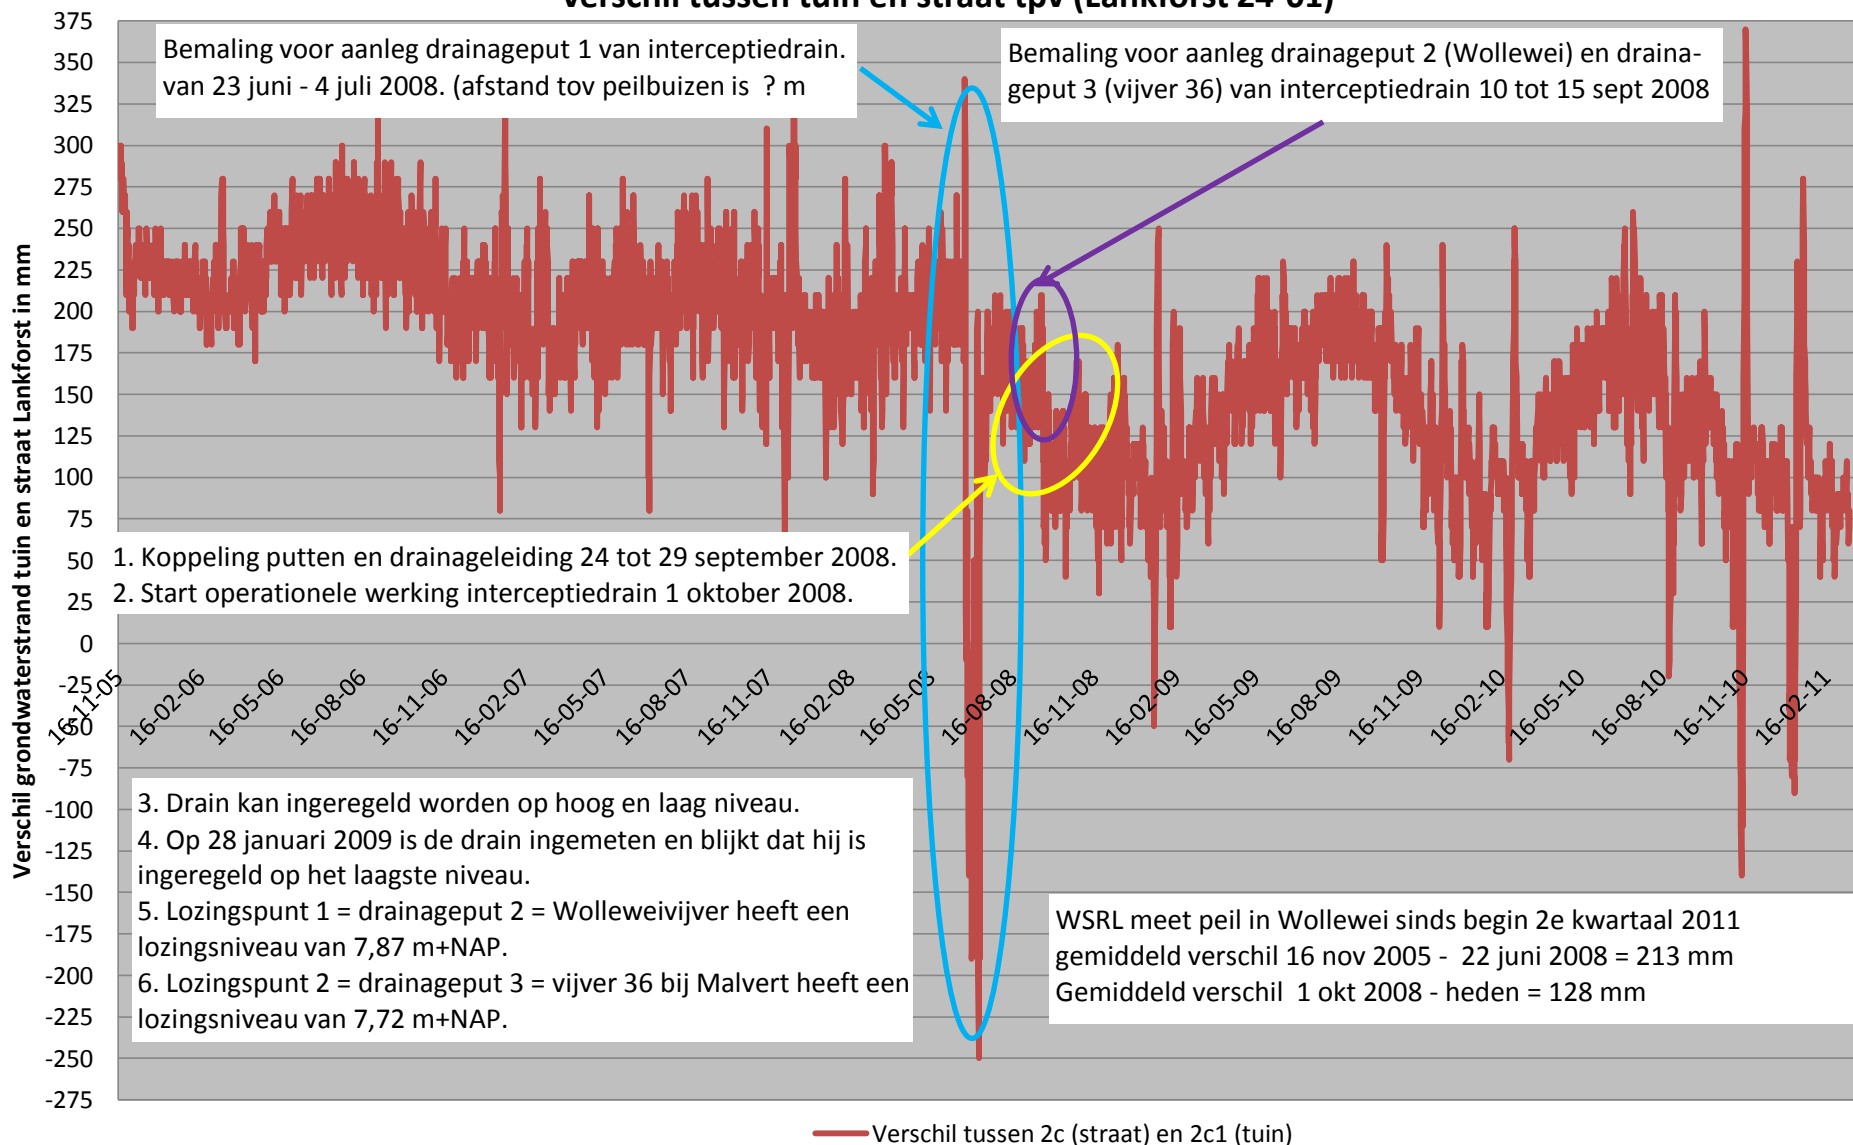 Verschil tussen tuin en straat tpv (Lankforst 24-61)
Bemaling voor aanleg drainageput 1 van interceptiedrain.
van 23 juni - 4 juli 2008. (afstand tov peilbuizen is  ? m
Bemaling voor aanleg drainageput 2 (Wollewei) en draina-
geput 3 (vijver 36) van interceptiedrain 10 tot 15 sept 2008
Verschil grondwaterstrand tuin en straat Lankforst in mm
375
350
325
300
275
250
225
200
175
150
125
100
75
50
25
0
-25
-50
-75
-100
-125
-150
-175
-200
-225
-250
-275
1. Koppeling putten en drainageleiding 24 tot 29 september 2008.
2. Start operationele werking interceptiedrain 1 oktober 2008.
16-11-05
16-02-06
16-05-06
16-08-06
16-11-06
16-02-07
16-05-07
16-08-07
16-11-07
16-02-08
16-05-08
16-08-08
16-11-08
16-02-09
16-05-09
16-08-09
16-11-09
16-02-10
16-05-10
16-08-10
16-11-10
16-02-11
3. Drain kan ingeregeld worden op hoog en laag niveau.
4. Op 28 januari 2009 is de drain ingemeten en blijkt dat hij is
ingeregeld op het laagste niveau.
5. Lozingspunt 1 = drainageput 2 = Wolleweivijver heeft een
lozingsniveau van 7,87 m+NAP.
6. Lozingspunt 2 = drainageput 3 = vijver 36 bij Malvert heeft een
lozingsniveau van 7,72 m+NAP.
WSRL meet peil in Wollewei sinds begin 2e kwartaal 2011
gemiddeld verschil 16 nov 2005 -  22 juni 2008 = 213 mm
Gemiddeld verschil  1 okt 2008 - heden = 128 mm
Verschil tussen 2c (straat) en 2c1 (tuin)